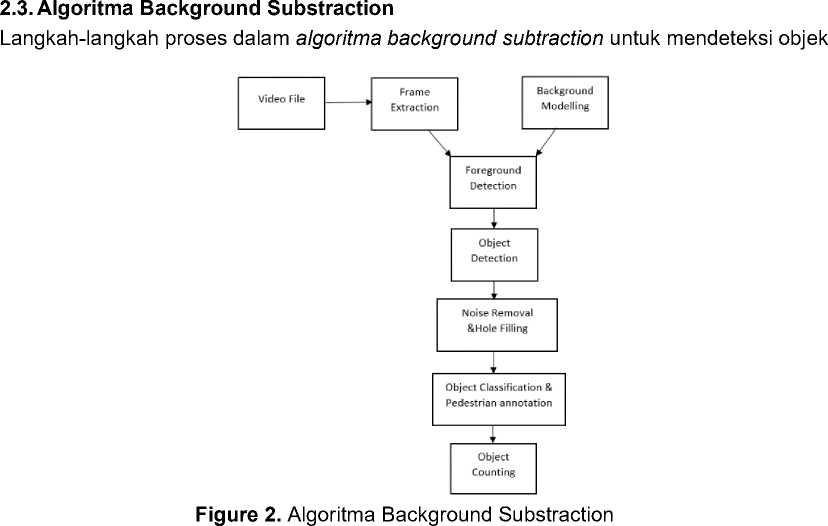 2.3. Algoritma Background Substraction
Langkah-langkah proses dalam algoritma background subtraction untuk mendeteksi objek
Video File
Frame
Extraction
Background
Modelling
Foreground
Detection
Object
Detection
Noise Removal
&Hole Filling
Object Classification &
Pedestrian annotation
Object
Counting
Figure 2. Algoritma Background Substraction